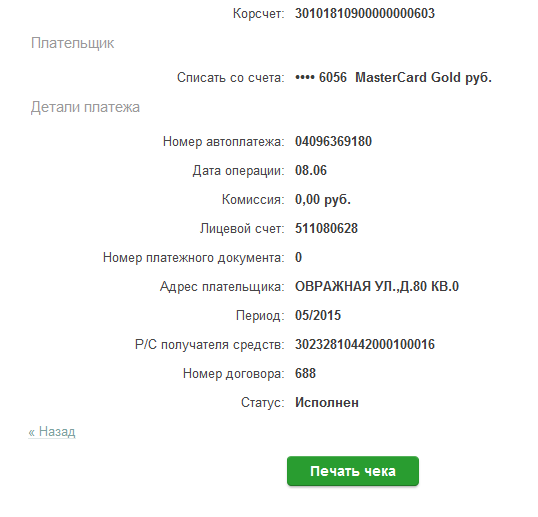 Корсчет: 30101810900000000603
Плательщик
Списать со счета: •••• 6056 MasterCard Gold руб.
Детали платежа
Номер автоплатежа: 04096369180
Дата операции: 08.06
Комиссия: 0,00 руб.
Лицевой счет: 511080628
Номер платежного документа: 0
Адрес плательщика: ОВРАЖНАЯ УЛ.,Д.80 КВ.0
Период: 05/2015
Р/С получателя средств: 30232810442000100016
Номер договора: 688
Статус: Исполнен
« Назад
Печать чека